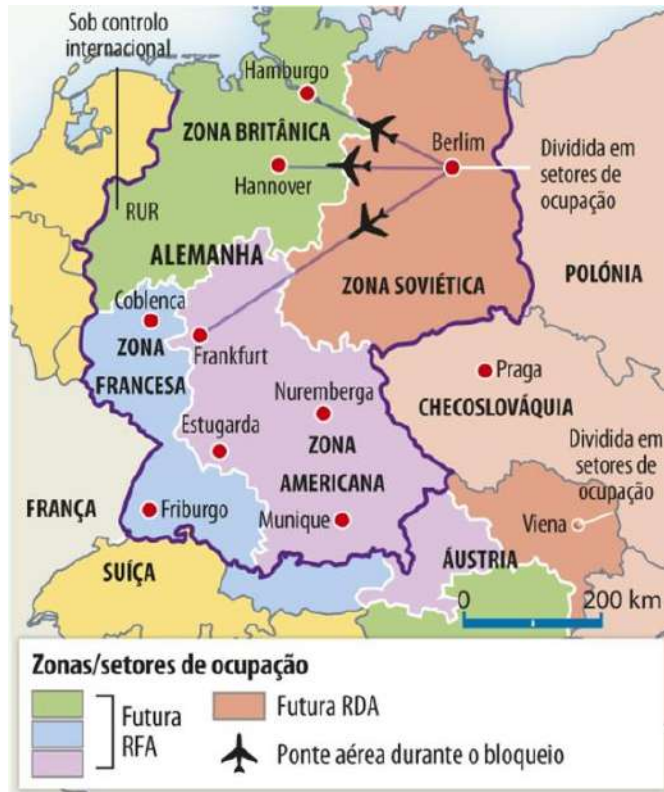 Sob controlo
internacional
Hamburgo
ZONA BRITÂNICA
Berlim
Hannover
Dividida em
setores de
ocupação
RUR
ALEMANHA
ZONA SOVIÉTICA
POLÓNIA
Coblença
ZONA
FRANCESA
Frankfurt
Praga
Nuremberga
CHECOSLOVÁQUIA
Estugarda
ZONA
AMERICANA
Dividida em
setores de
ocupação
FRANÇA
Friburgo
Munique
Viena
SUÍÇA
ÁUSTRIA
0 200 km
Zonas/setores de ocupação
Futura
RFA
Futura RDA
Ponte aérea durante o bloqueio